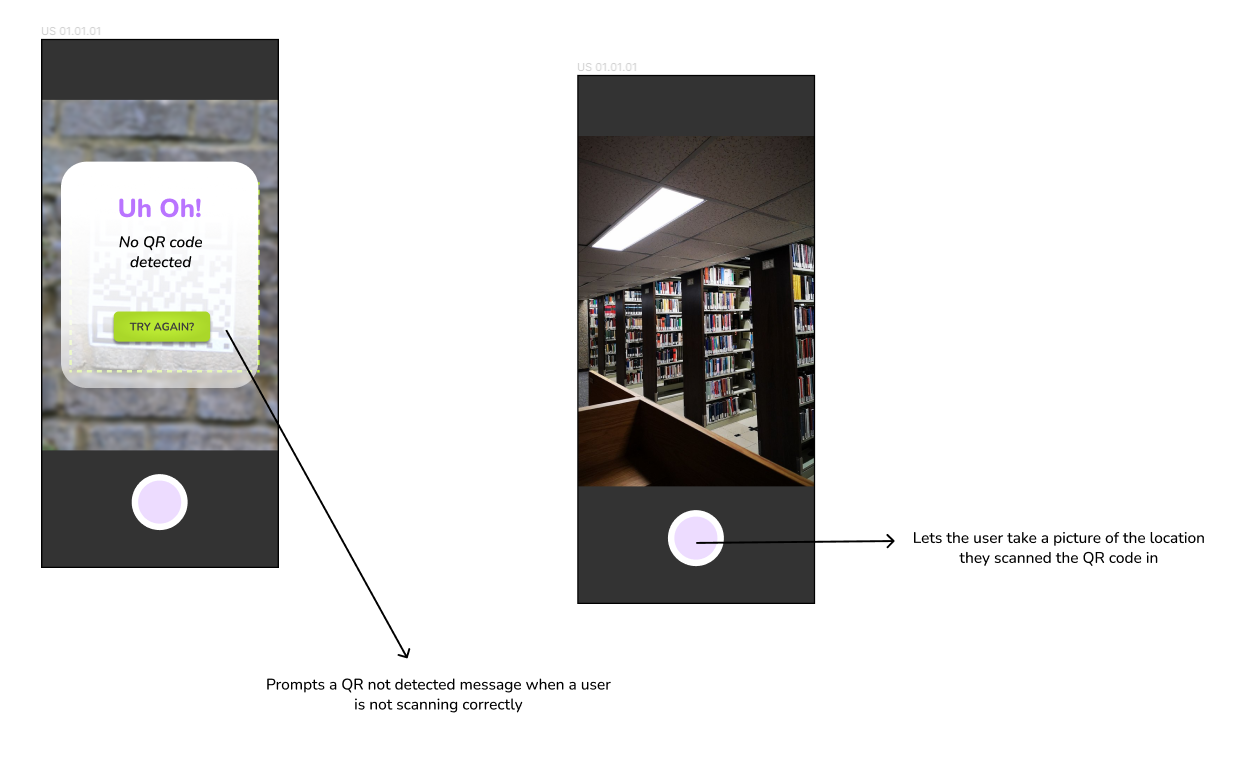 US 01.01.01
US 01.01.01
Uh Oh!
No QR code
detected
TRY AGAIN?
Lets the user take a picture of the location
they scanned the QR code in
Prompts a QR not detected message when a user
is not scanning correctly